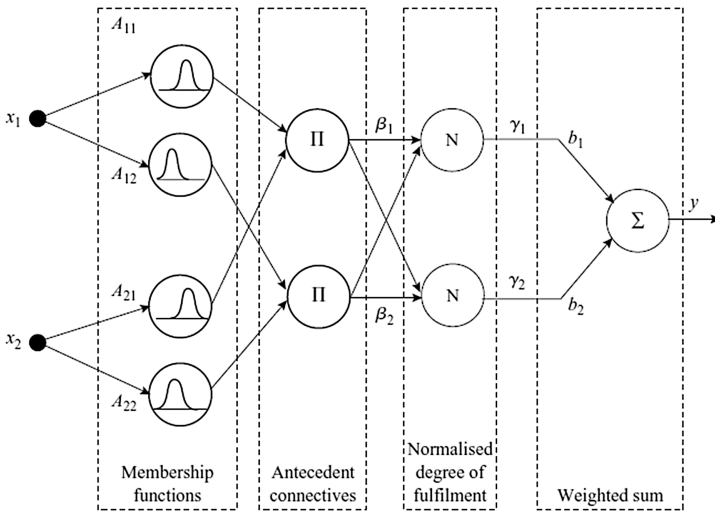 A11
x1
A12
A21
x2
A22
Π
Π
β1
β2
N
N
γ1
γ2
b1
b2
Σ
y
Membership
functions
Antecedent
connectives
Normalised
degree of
fulfilment
Weighted sum